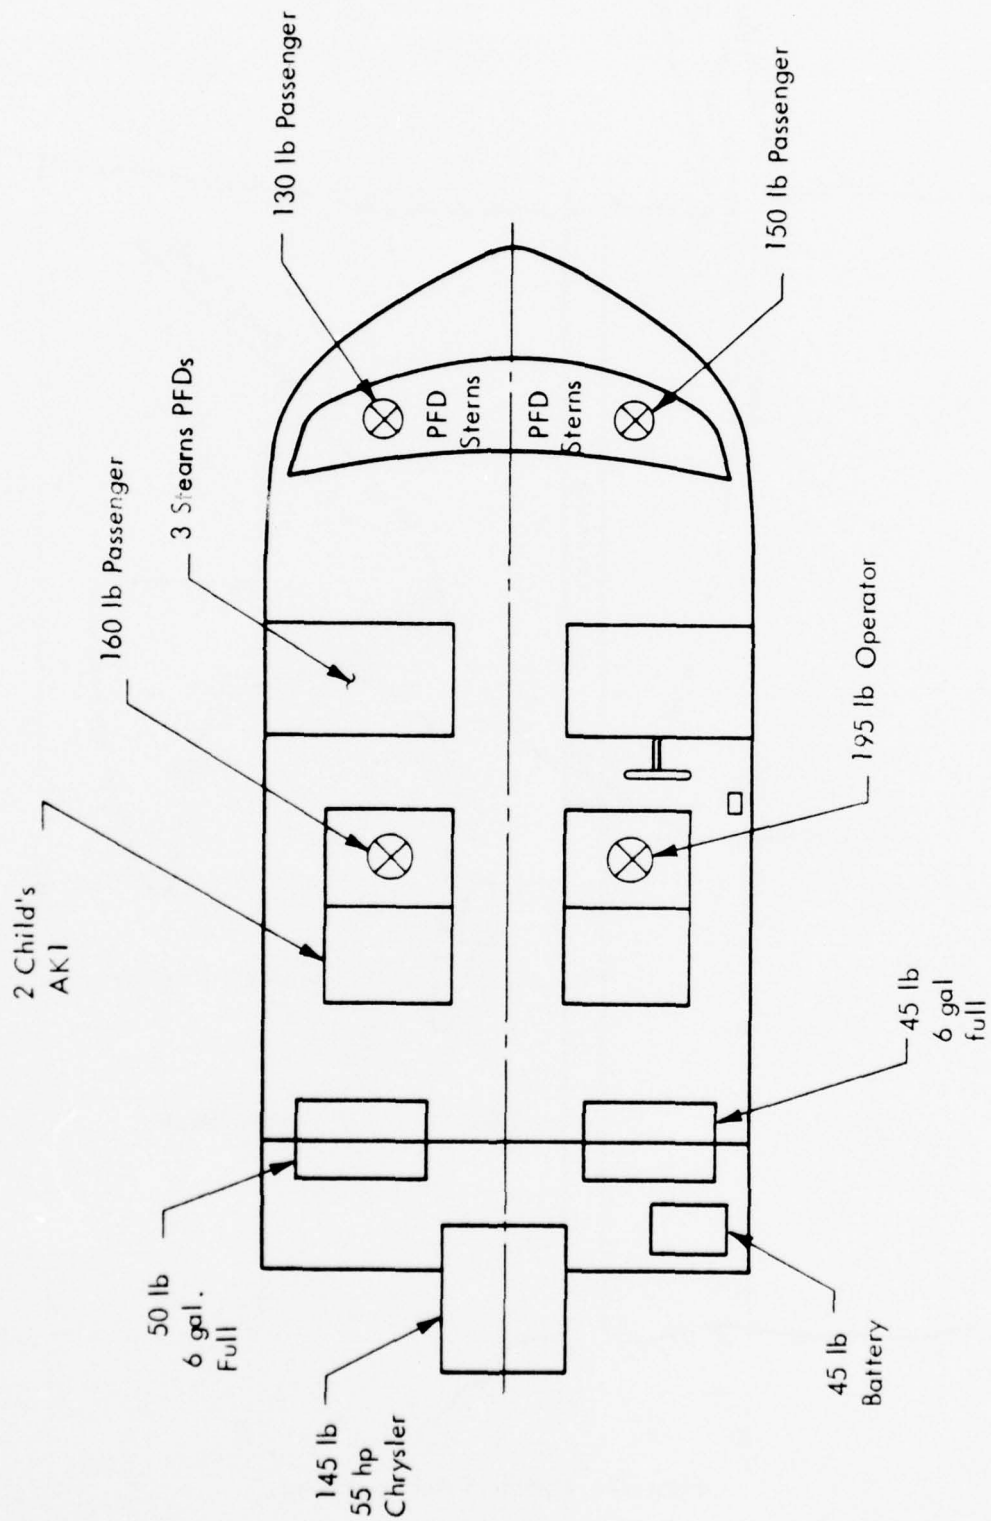 2 Child's
AK1
160 lb Passenger
3 Stearns PFDs
130 lb Passenger
PFD
Sterns
PFD
Sterns
150 lb Passenger
195 lb Operator
45 lb
6 gal
full
45 lb
Battery
50 lb
6 gal.
Full
145 lb
55 hp
Chrysler